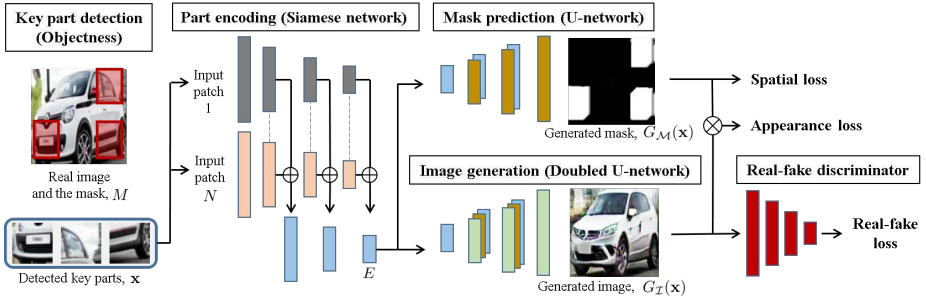 Key part detection
(Objectness)
Real image
and the mask, M
Detected key parts, x
Part encoding (Siamese network)
Input
patch
1
Input
patch
N
E
Mask prediction (U-network)
Generated mask, G_M(x)
Image generation (Doubled U-network)
Generated image, G_I(x)
Spatial loss
Appearance loss
Real-fake discriminator
Real-fake
loss